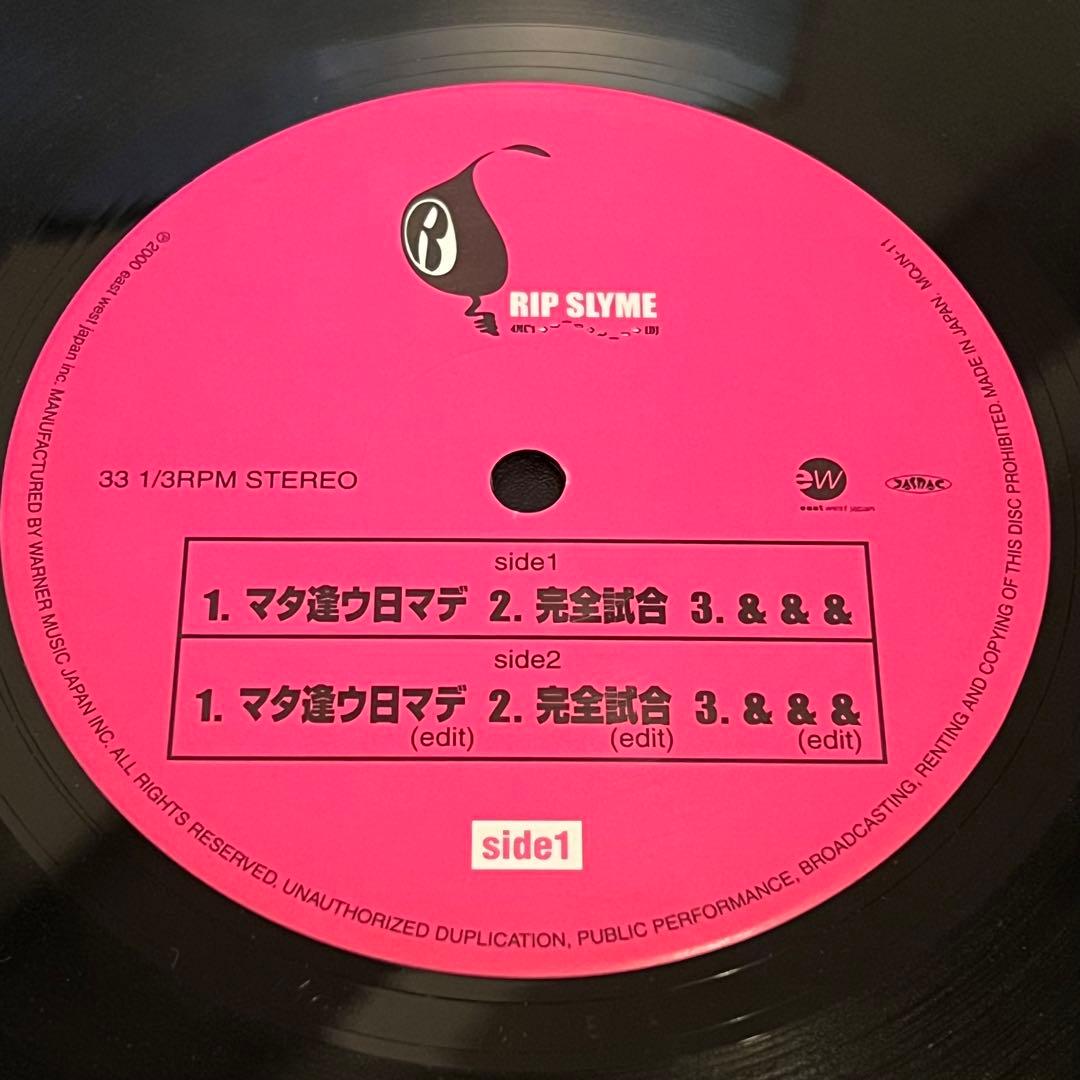 RIP SLYME
33 1/3RPM STEREO
ew
east west japan
JASRAC
side1
1. マタ逢ウ日マデ 2. 完全試合 3. & & &
side2
1. マタ逢ウ日マデ 2. 完全試合 3. & & &
(edit) (edit) (edit)
side1
℗2000 east west japan inc. MANUFACTURED BY WARNER MUSIC JAPAN INC. ALL RIGHTS RESERVED. UNAUTHORIZED DUPLICATION, PUBLIC PERFORMANCE, BROADCASTING, RENTING AND COPYING OF THIS DISC PROHIBITED. MADE IN JAPAN. MQJN-11